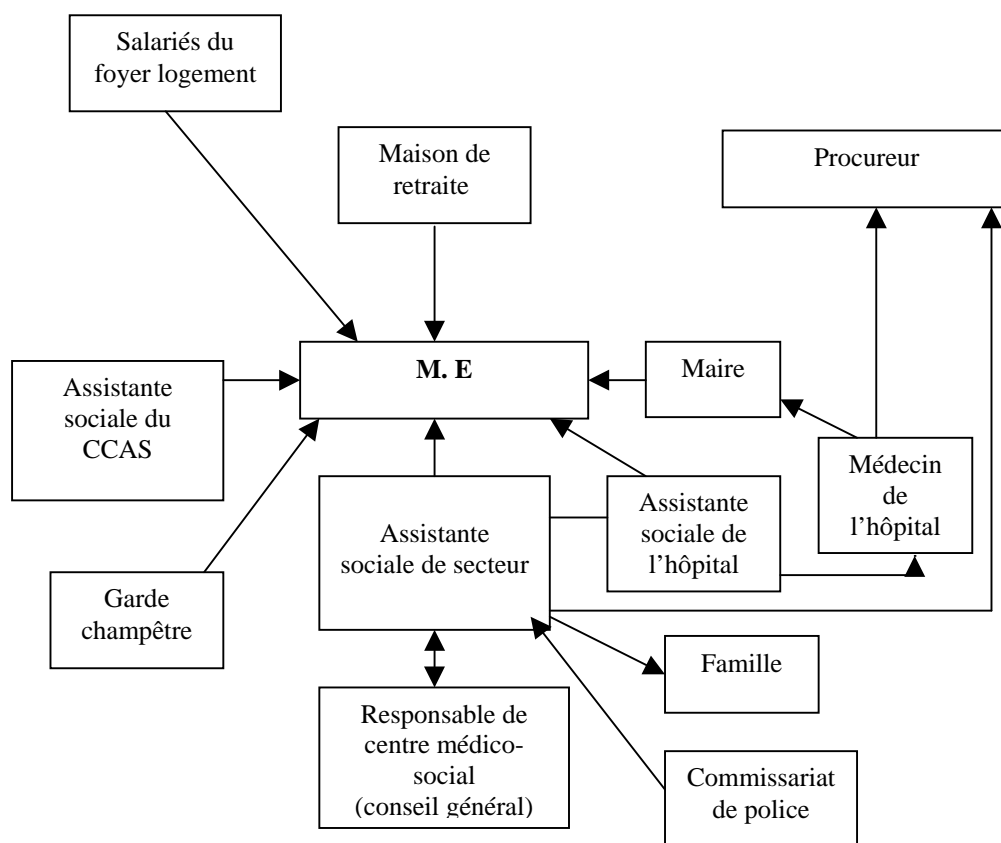 Salariés du
foyer logement
Maison de
retraite
Procureur
M. E
Maire
Assistante
sociale du
CCAS
Médecin
de
l’hôpital
Assistante
sociale de secteur
Assistante
sociale de
l’hôpital
Garde
champêtre
Famille
Responsable de
centre médico-
social
(conseil général)
Commissariat
de police